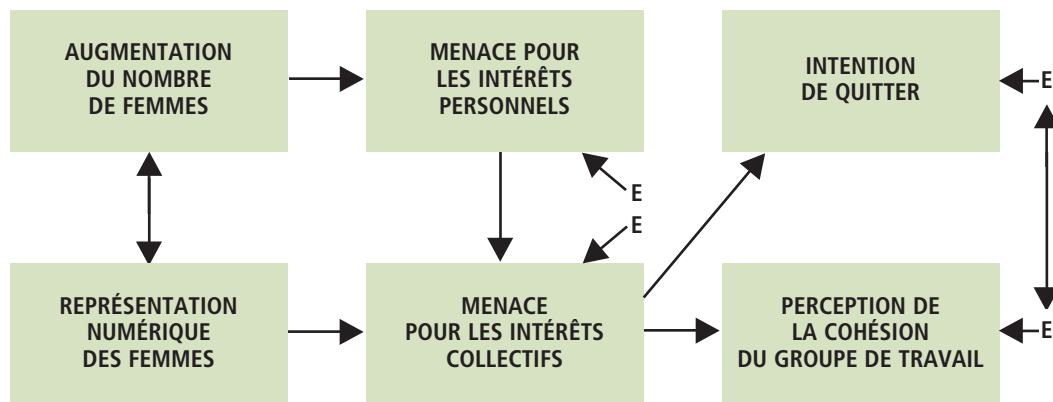 AUGMENTATION
DU NOMBRE
DE FEMMES
MENACE POUR
LES INTÉRÊTS
PERSONNELS
INTENTION
DE QUITTER
E
E
E
REPRÉSENTATION
NUMÉRIQUE
DES FEMMES
MENACE
POUR LES INTÉRÊTS
COLLECTIFS
PERCEPTION DE
LA COHÉSION
DU GROUPE DE TRAVAIL
E